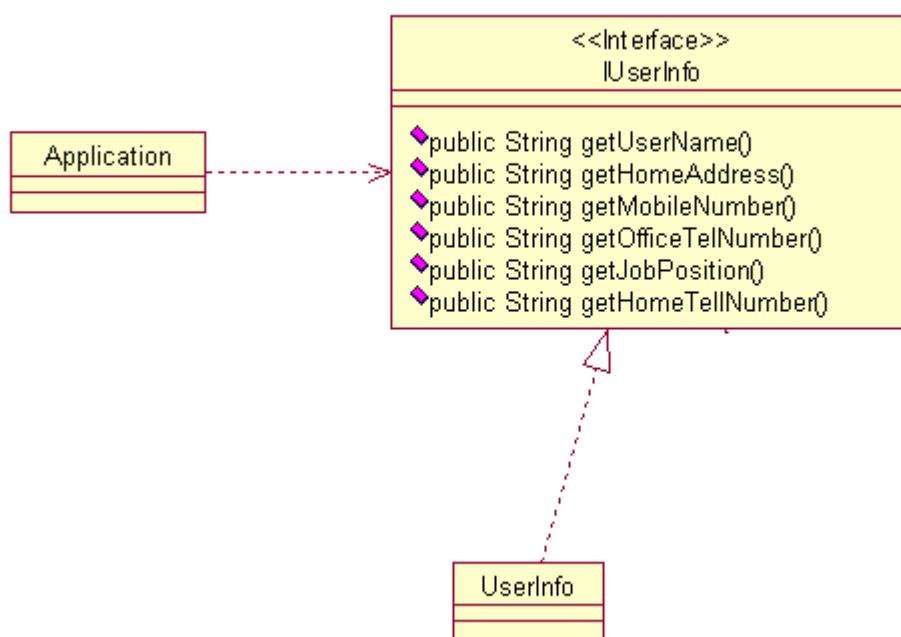 <<Interface>>
IUserInfo
Application
public String getUserName()
public String getHomeAddress()
public String getMobileNumber()
public String getOfficeTelNumber()
public String getJobPosition()
public String getHomeTellNumber()
UserInfo